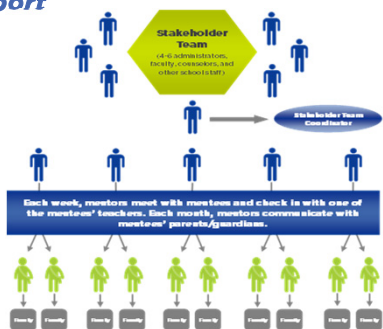 port
Stakeholder
Team
(4-6 administrators,
faculty, counselors, and
other school staff)
Stakeholder Team
Coordinator
Each week, mentors meet with mentees and check in with one of
the mentees' teachers. Each month, mentors communicate with
mentees' parents/guardians.
Family
Family
Family
Family
Family
Family
Family
Family
Family
Family